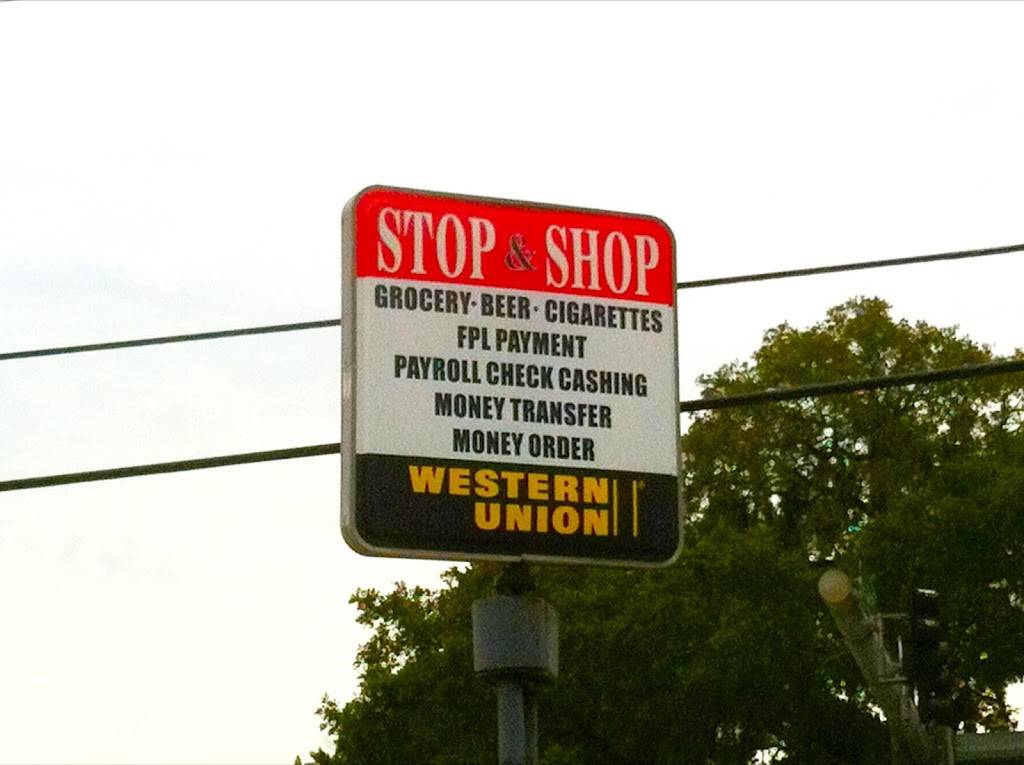 STOP & SHOP
GROCERY · BEER · CIGARETTES
FPL PAYMENT
PAYROLL CHECK CASHING
MONEY TRANSFER
MONEY ORDER
WESTERN
UNION